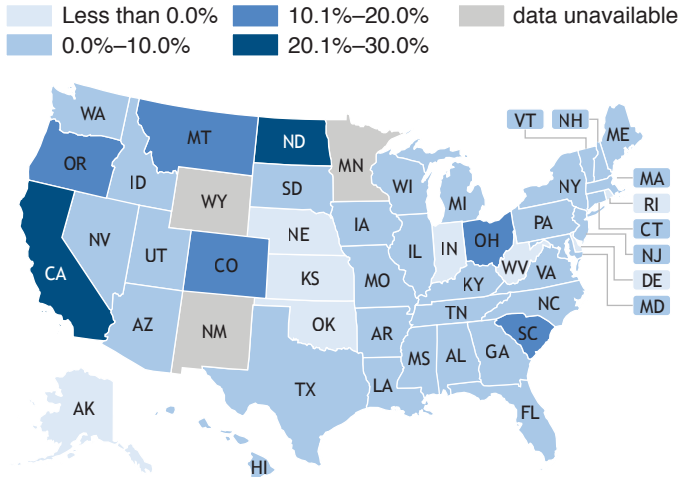 Less than 0.0% 10.1%–20.0% data unavailable
0.0%–10.0% 20.1%–30.0%
WA
MT
ND
MN
VT NH
ME
OR
ID
SD
WI
MI
NY
MA
WY
RI
IA
PA
CT
NE
NV
UT
CO
IL
IN
OH
NJ
CA
KS
MO
WV
VA
DE
KY
MD
AZ
NM
OK
AR
TN
NC
SC
MS
AL
GA
TX
LA
AK
FL
HI